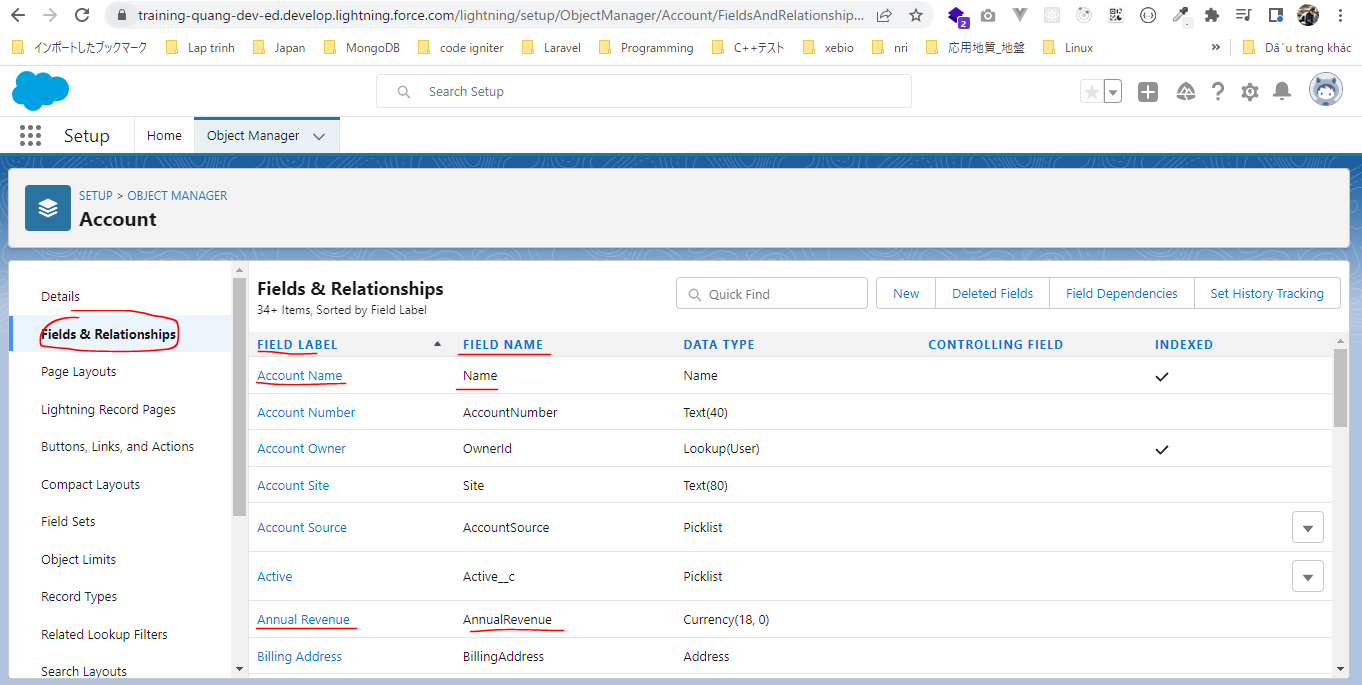 training-quang-dev-ed.develop.lightning.force.com/lightning/setup/ObjectManager/Account/FieldsAndRelationship...
2
インポートしたブックマーク Lap trinh Japan MongoDB code igniter Laravel Programming C++テスト xebio nri 応用地質_地盤 Linux » Dấu trang khác
Search Setup
Setup Home Object Manager
SETUP > OBJECT MANAGER
Account
Details
Fields & Relationships
Page Layouts
Lightning Record Pages
Buttons, Links, and Actions
Compact Layouts
Field Sets
Object Limits
Record Types
Related Lookup Filters
Search Layouts
Fields & Relationships
34+ Items, Sorted by Field Label
Quick Find New Deleted Fields Field Dependencies Set History Tracking
FIELD LABEL FIELD NAME DATA TYPE CONTROLLING FIELD INDEXED
Account Name Name Name
Account Number AccountNumber Text(40)
Account Owner OwnerId Lookup(User)
Account Site Site Text(80)
Account Source AccountSource Picklist
Active Active__c Picklist
Annual Revenue AnnualRevenue Currency(18, 0)
Billing Address BillingAddress Address